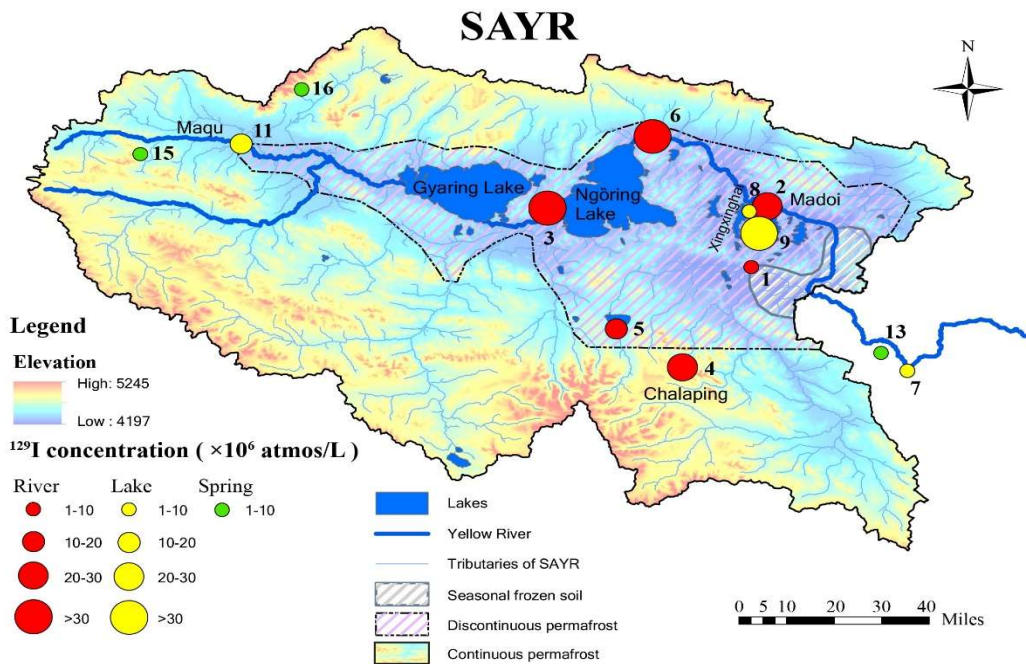 SAYR
N
16
6
Maqu
11
15
Gyaring Lake
Ngöring
Lake
3
8
2
Madoi
Xingxinghai
9
1
5
13
4
7
Chalaping
Legend
Elevation
High: 5245
Low : 4197
¹²⁹I concentration ( ×10⁶ atmos/L )
River Lake Spring
1-10 1-10 1-10
10-20 10-20
20-30 20-30
>30 >30
Lakes
Yellow River
Tributaries of SAYR
Seasonal frozen soil
Discontinuous permafrost
Continuous permafrost
0 5 10 20 30 40
Miles